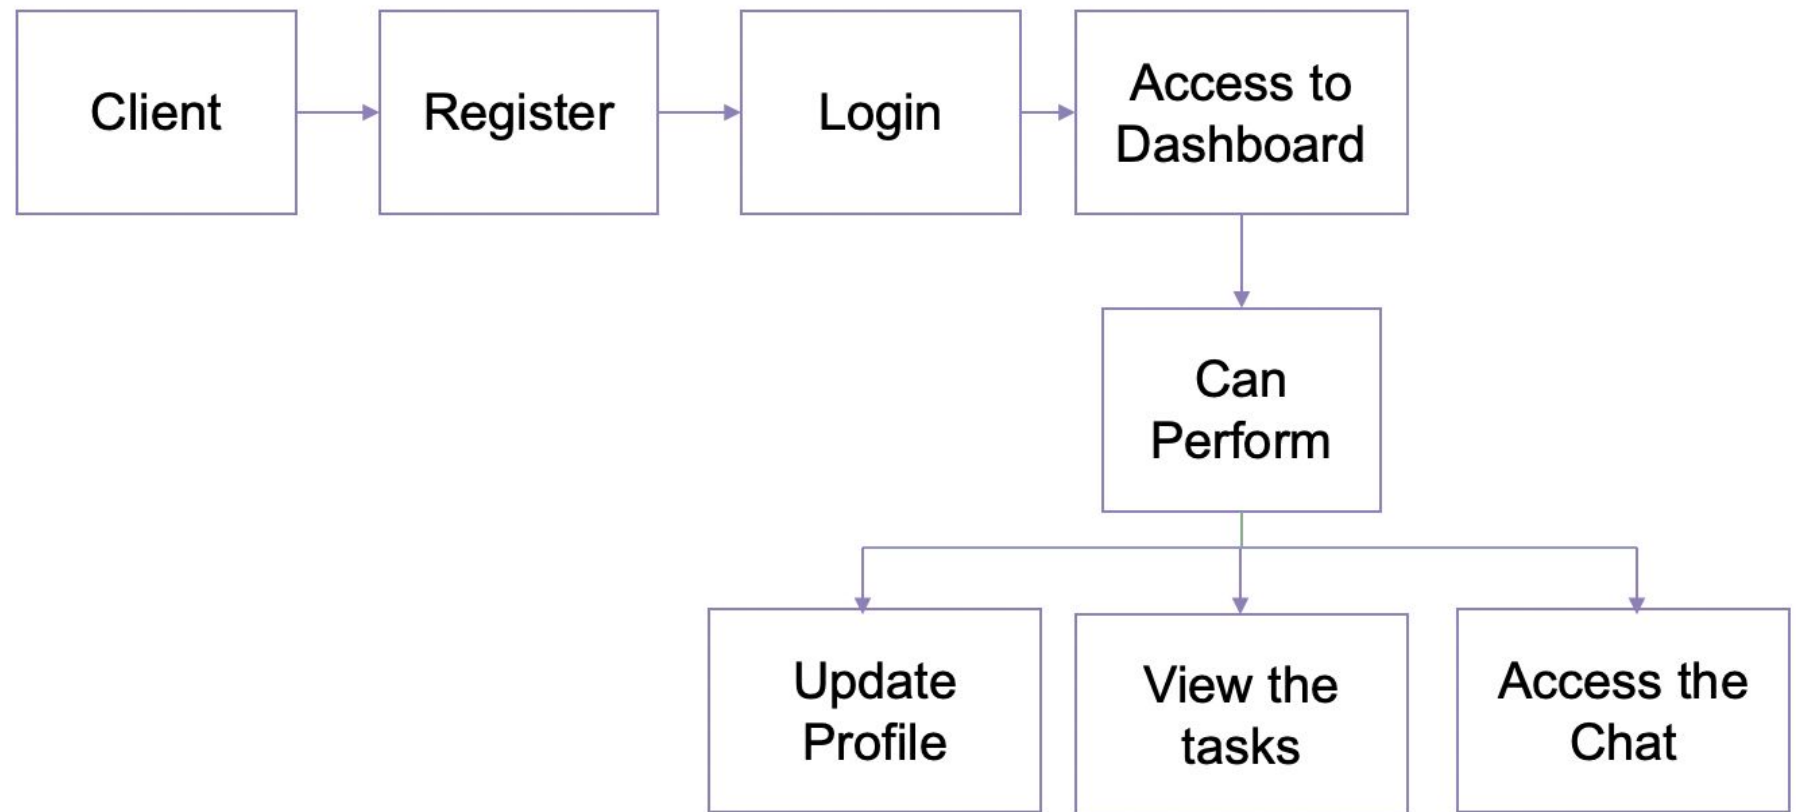 Client
Register
Login
Access to
Dashboard
Can
Perform
Update
Profile
View the
tasks
Access the
Chat